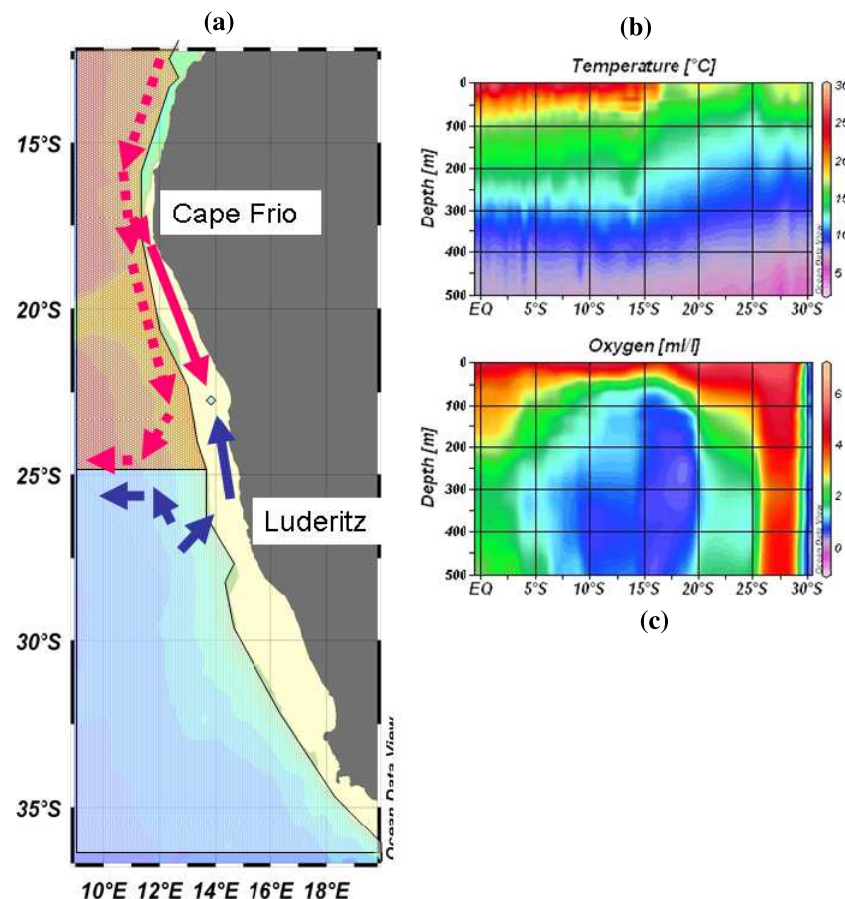 (a)
15°S
20°S
25°S
30°S
35°S
Cape Frio
Luderitz
10°E 12°E 14°E 16°E 18°E
Ocean Data View
(b)
Temperature [°C]
Depth [m]
0
100
200
300
400
500
EQ 5°S 10°S 15°S 20°S 25°S 30°S
30
25
20
15
10
5
Ocean Data View
Oxygen [ml/l]
Depth [m]
0
100
200
300
400
500
EQ 5°S 10°S 15°S 20°S 25°S 30°S
6
4
2
0
Ocean Data View
(c)